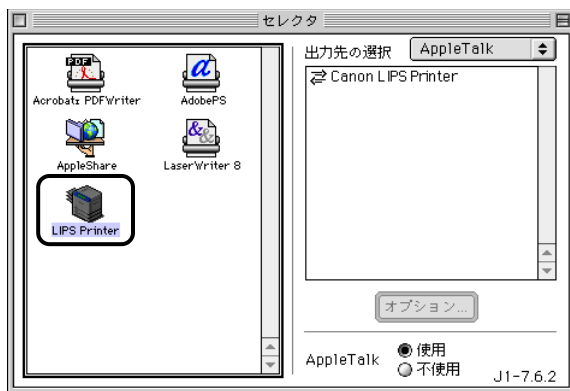 セレクタ
PDF
Acrobat™ PDFWriter
AdobePS
AppleShare
LaserWriter 8
LIPS Printer
出力先の選択
AppleTalk
Canon LIPS Printer
オプション...
AppleTalk
使用
不使用
J1-7.6.2